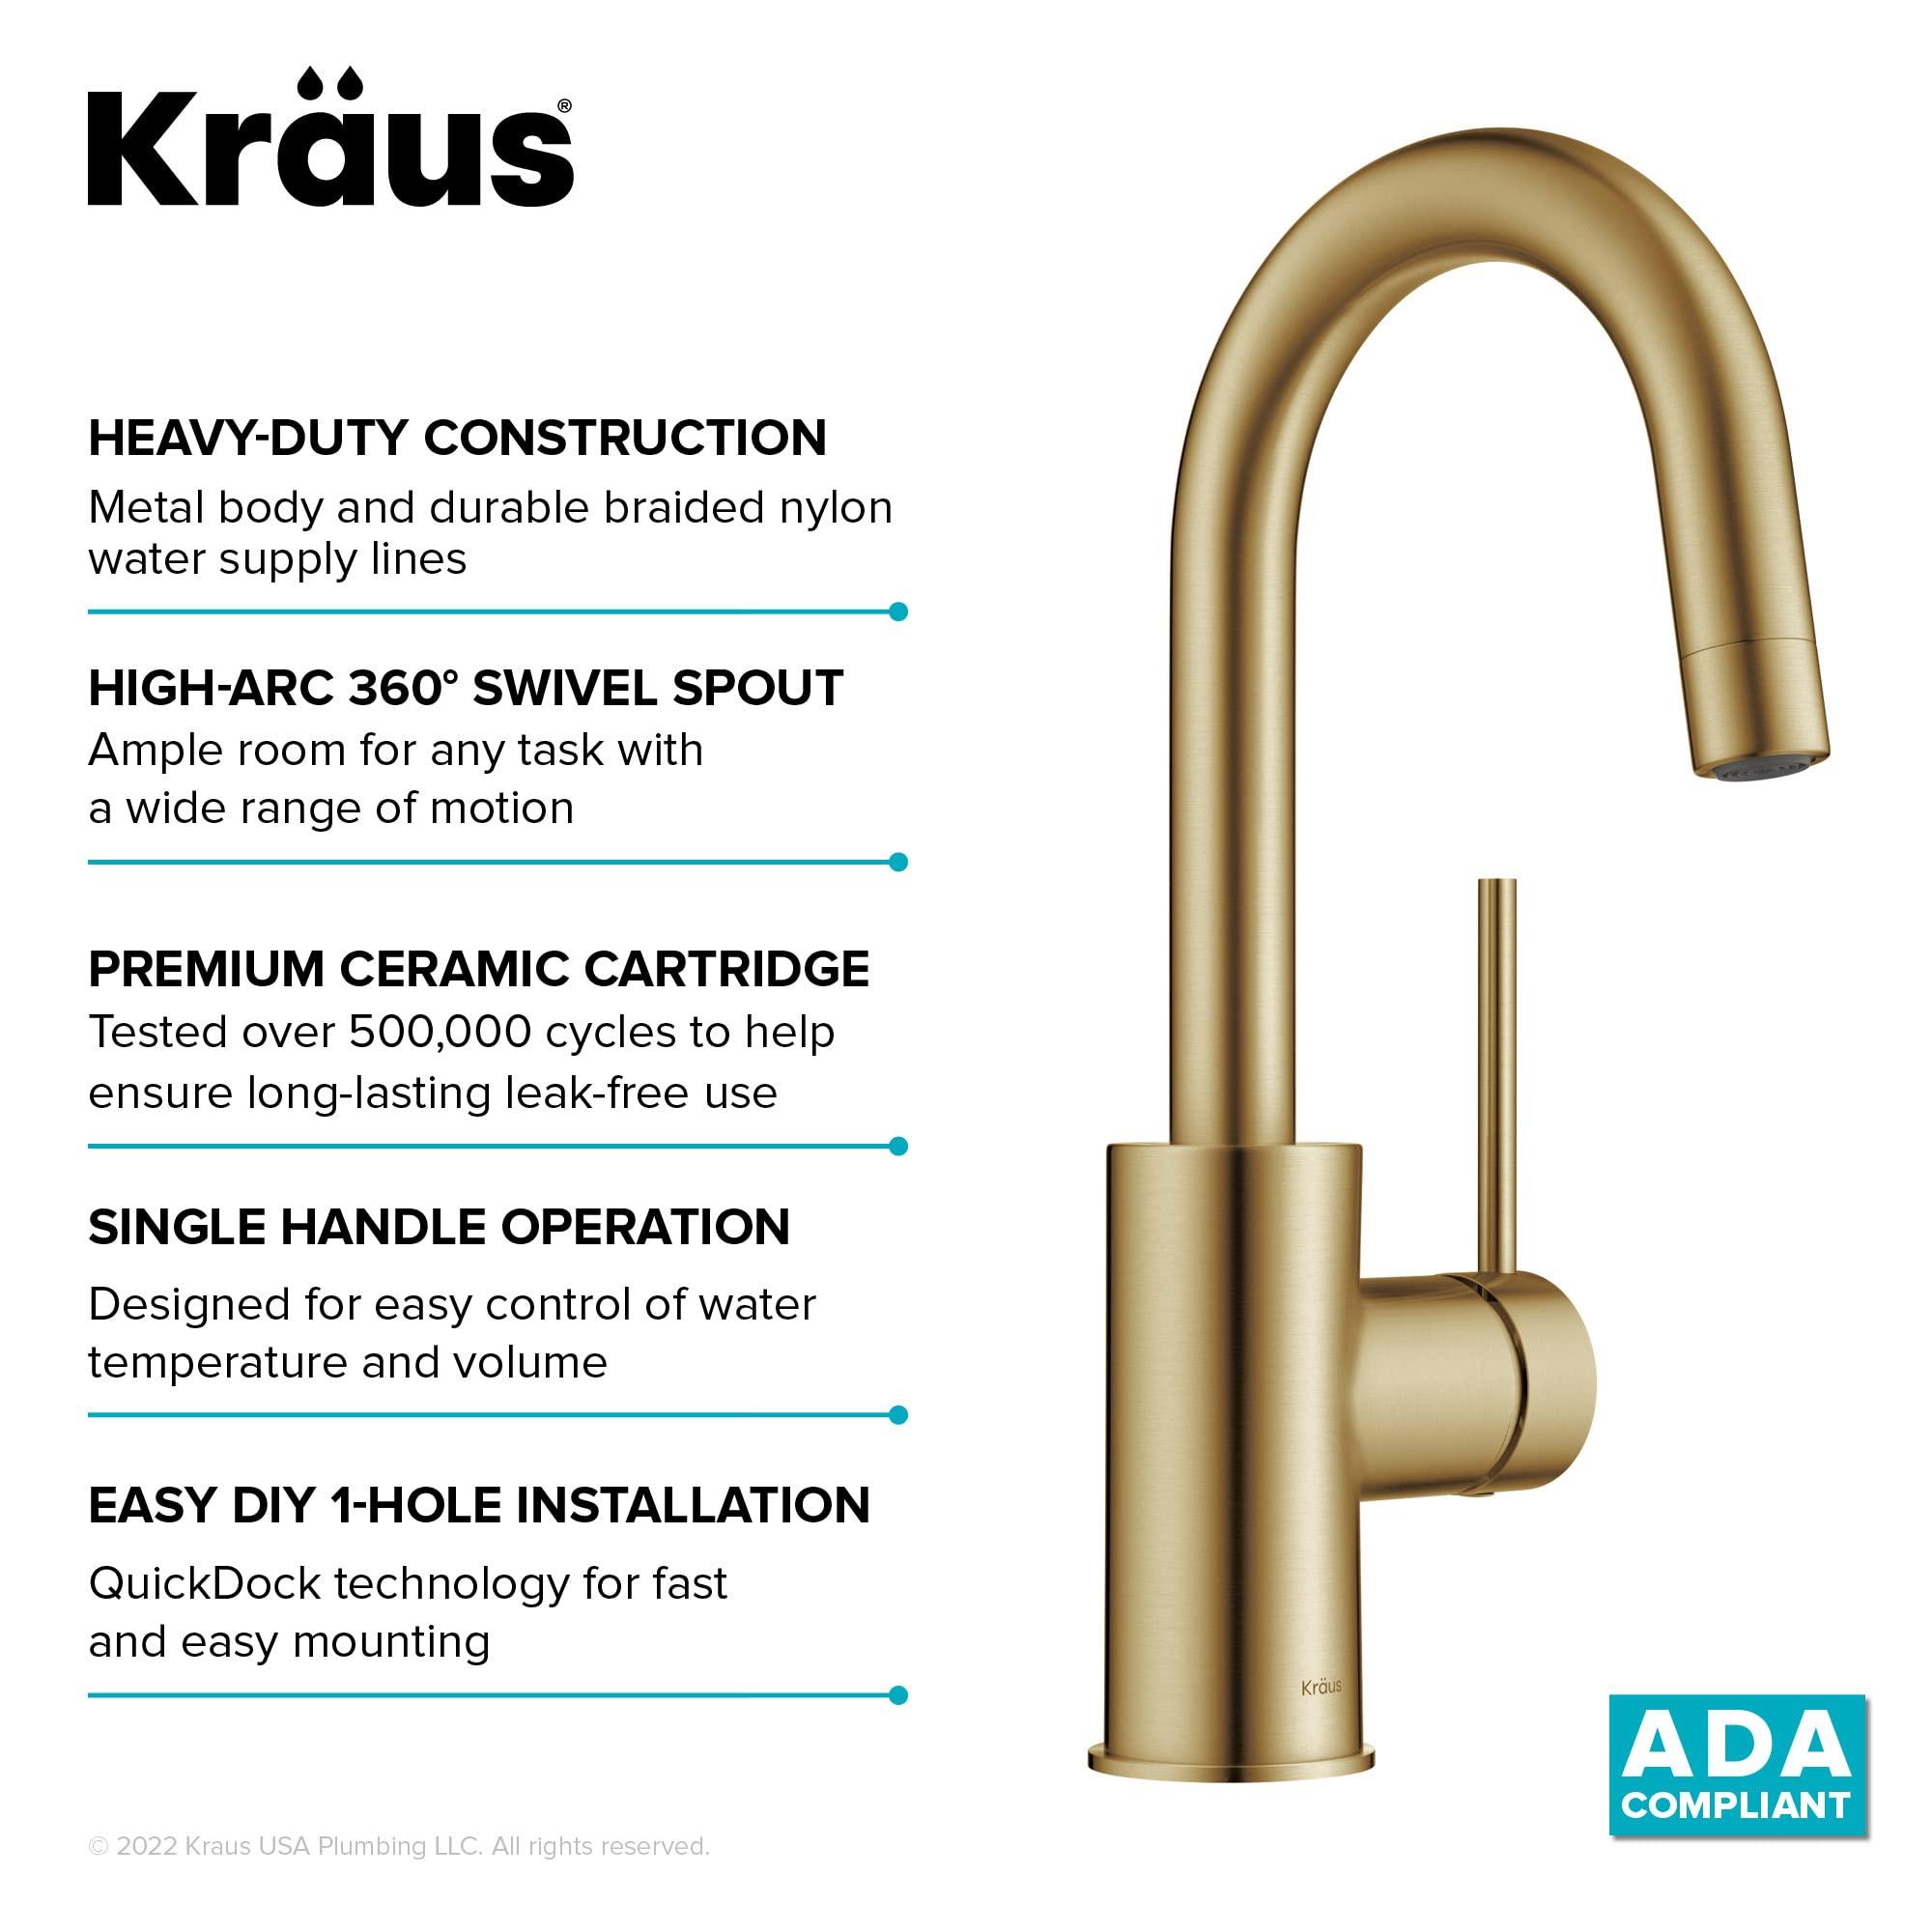 Kräus®
HEAVY-DUTY CONSTRUCTION
Metal body and durable braided nylon
water supply lines
HIGH-ARC 360° SWIVEL SPOUT
Ample room for any task with
a wide range of motion
PREMIUM CERAMIC CARTRIDGE
Tested over 500,000 cycles to help
ensure long-lasting leak-free use
SINGLE HANDLE OPERATION
Designed for easy control of water
temperature and volume
EASY DIY 1-HOLE INSTALLATION
QuickDock technology for fast
and easy mounting
Kräus
ADA
COMPLIANT
© 2022 Kraus USA Plumbing LLC. All rights reserved.